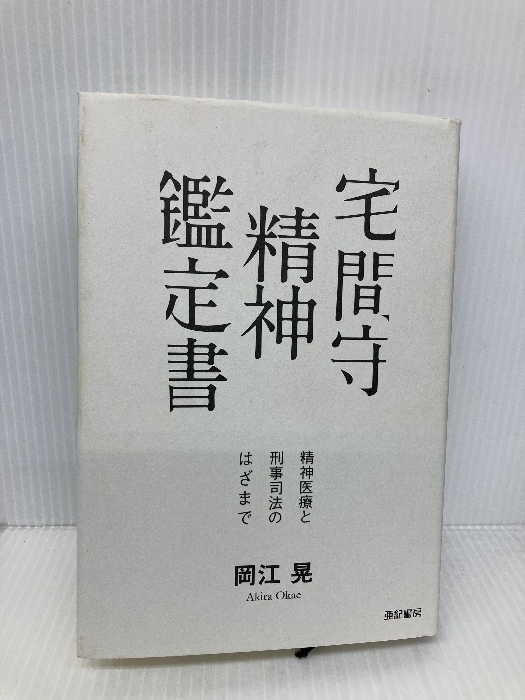 宅間守
精神
鑑定書
精神医療と
刑事司法の
はざまで
岡江 晃
Akira Okae
亜紀書房